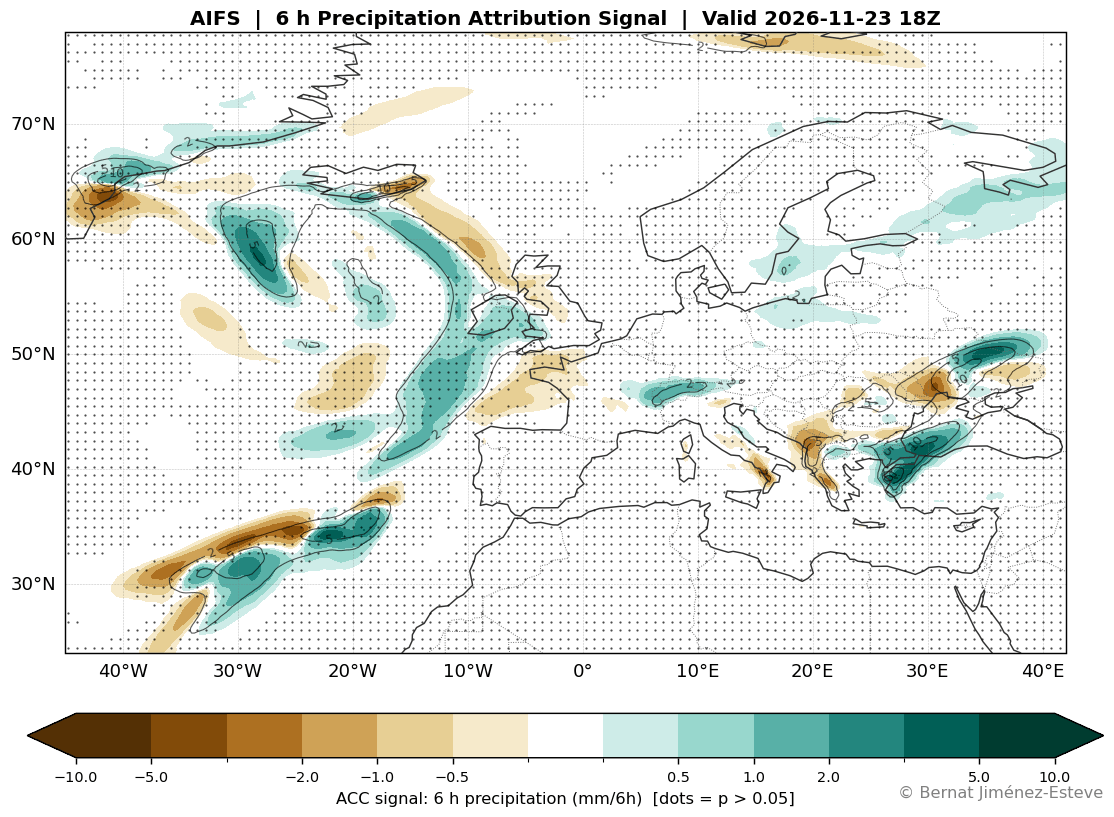 AIFS | 6 h Precipitation Attribution Signal | Valid 2026-11-23 18Z
70°N
60°N
50°N
40°N
30°N
40°W 30°W 20°W 10°W 0° 10°E 20°E 30°E 40°E
−10.0 −5.0 −2.0 −1.0 −0.5 0.5 1.0 2.0 5.0 10.0
ACC signal: 6 h precipitation (mm/6h) [dots = p > 0.05]
© Bernat Jiménez-Esteve